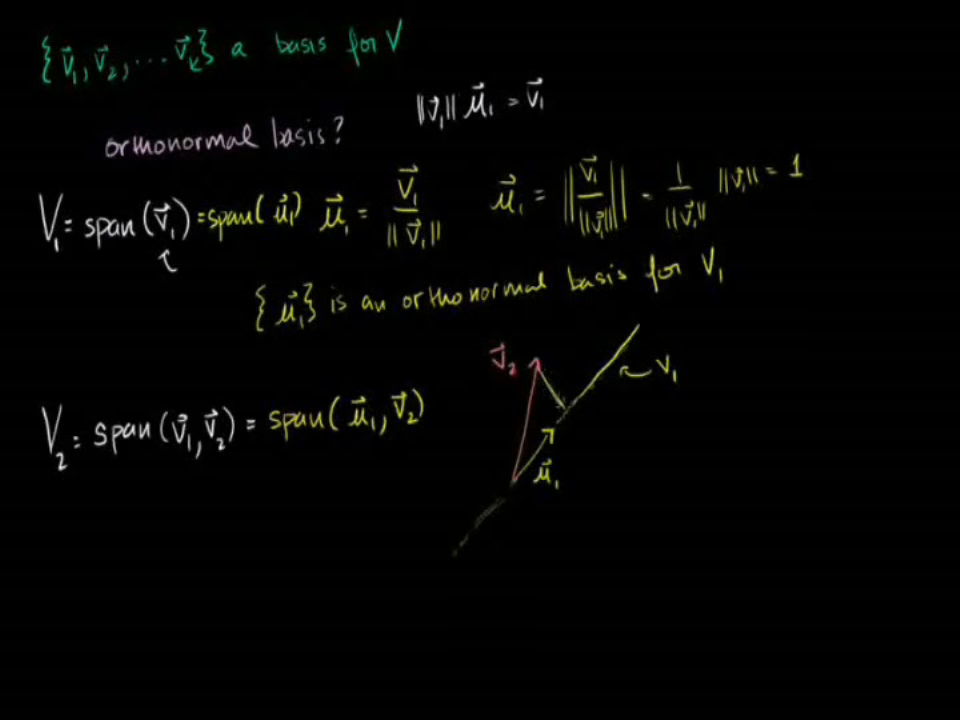 {v⃗₁, v⃗₂, ... v⃗ₖ} a basis for V
||v⃗₁|| u⃗₁ = v⃗₁
orthonormal basis?
V₁ = span(v⃗₁) = span(u⃗₁) u⃗₁ = v⃗₁ / ||v⃗₁|| u⃗₁ = || v⃗₁ / ||v⃗₁|| || = 1 / ||v⃗₁|| ||v⃗₁|| = 1
{u⃗₁} is an orthonormal basis for V₁
v⃗₂
V₁
V₂ = span(v⃗₁, v⃗₂) = span(u⃗₁, v⃗₂)
u⃗₁